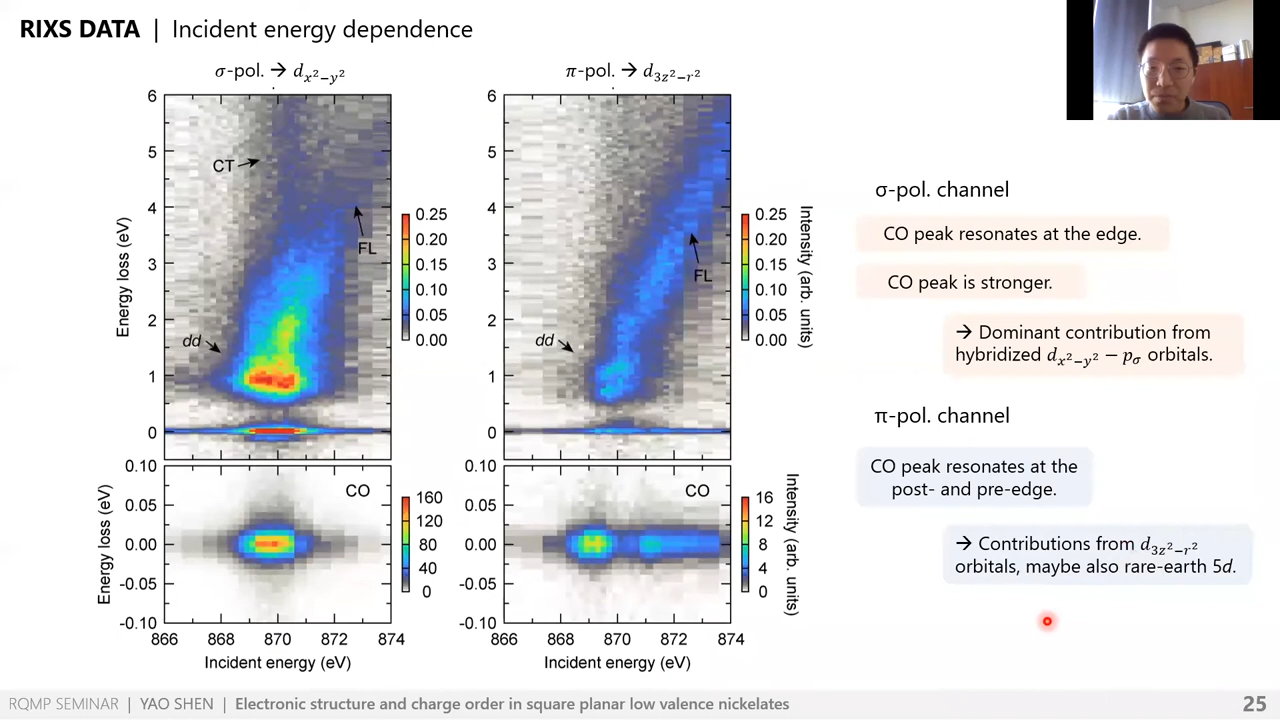 RIXS DATA | Incident energy dependence
σ-pol. → d_{x²−y²}
π-pol. → d_{3z²−r²}
6
5
4
3
2
1
0
Energy loss (eV)
CT
FL
dd
0.25
0.20
0.15
0.10
0.05
0.00
6
5
4
3
2
1
0
FL
dd
0.25
0.20
0.15
0.10
0.05
0.00
Intensity (arb. units)
0.10
0.05
0.00
-0.05
-0.10
Energy loss (eV)
CO
160
120
80
40
0
866
868
870
872
874
Incident energy (eV)
0.10
0.05
0.00
-0.05
-0.10
CO
16
12
8
4
0
Intensity (arb. units)
866
868
870
872
874
Incident energy (eV)
σ-pol. channel
CO peak resonates at the edge.
CO peak is stronger.
→ Dominant contribution from
hybridized d_{x²−y²} − p_σ orbitals.
π-pol. channel
CO peak resonates at the
post- and pre-edge.
→ Contributions from d_{3z²−r²}
orbitals, maybe also rare-earth 5d.
RQMP SEMINAR | YAO SHEN | Electronic structure and charge order in square planar low valence nickelates
25